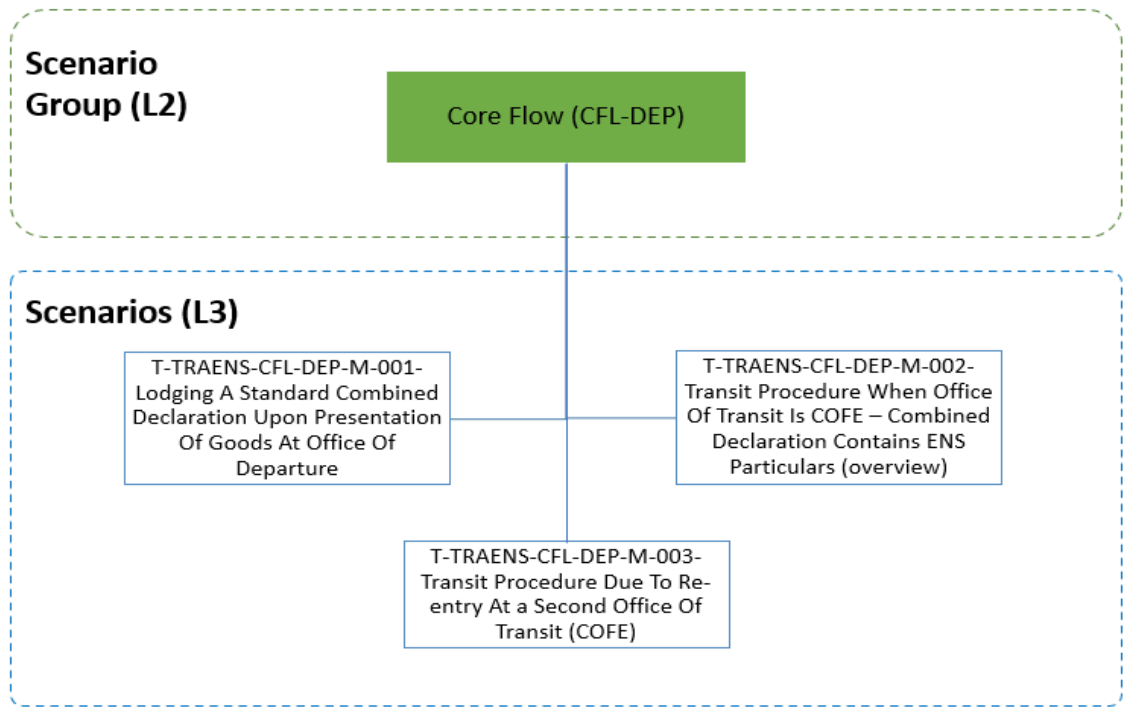 Scenario
Group (L2)
Core Flow (CFL-DEP)
Scenarios (L3)
T-TRAENS-CFL-DEP-M-001-
Lodging A Standard Combined
Declaration Upon Presentation
Of Goods At Office Of
Departure
T-TRAENS-CFL-DEP-M-002-
Transit Procedure When Office
Of Transit Is COFE – Combined
Declaration Contains ENS
Particulars (overview)
T-TRAENS-CFL-DEP-M-003-
Transit Procedure Due To Re-
entry At a Second Office Of
Transit (COFE)